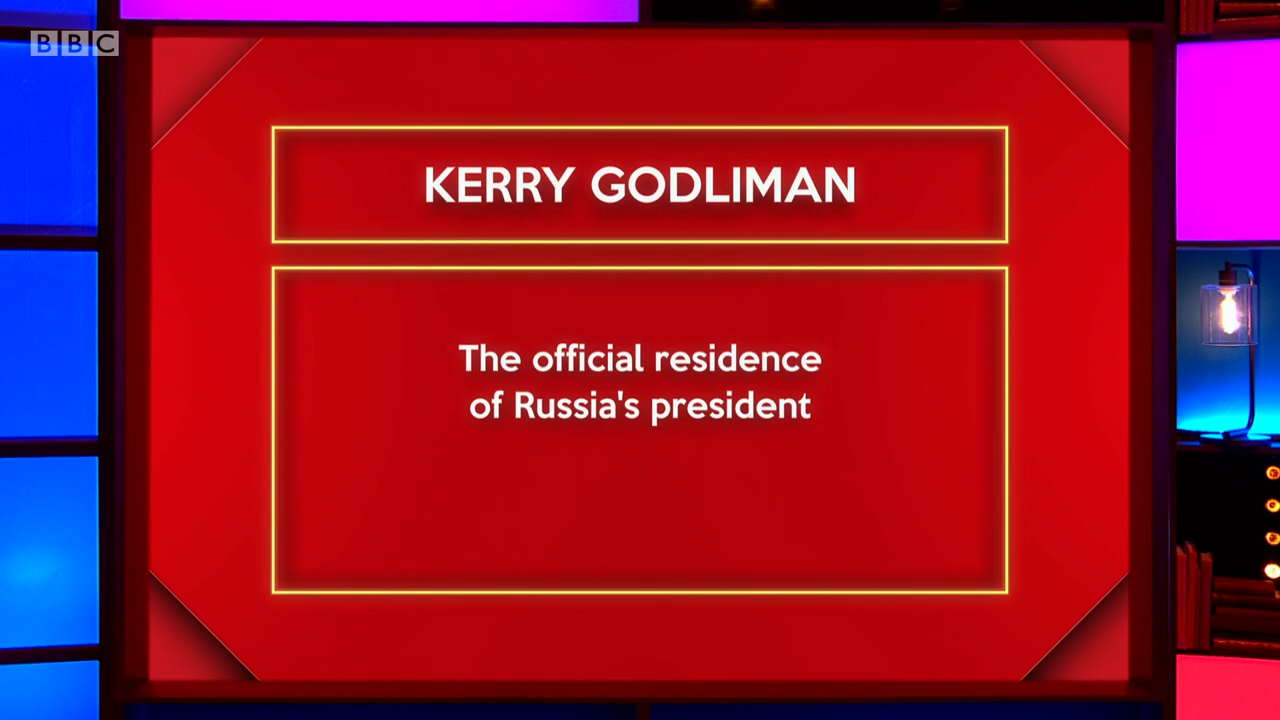 BBC
KERRY GODLIMAN
The official residence
of Russia's president